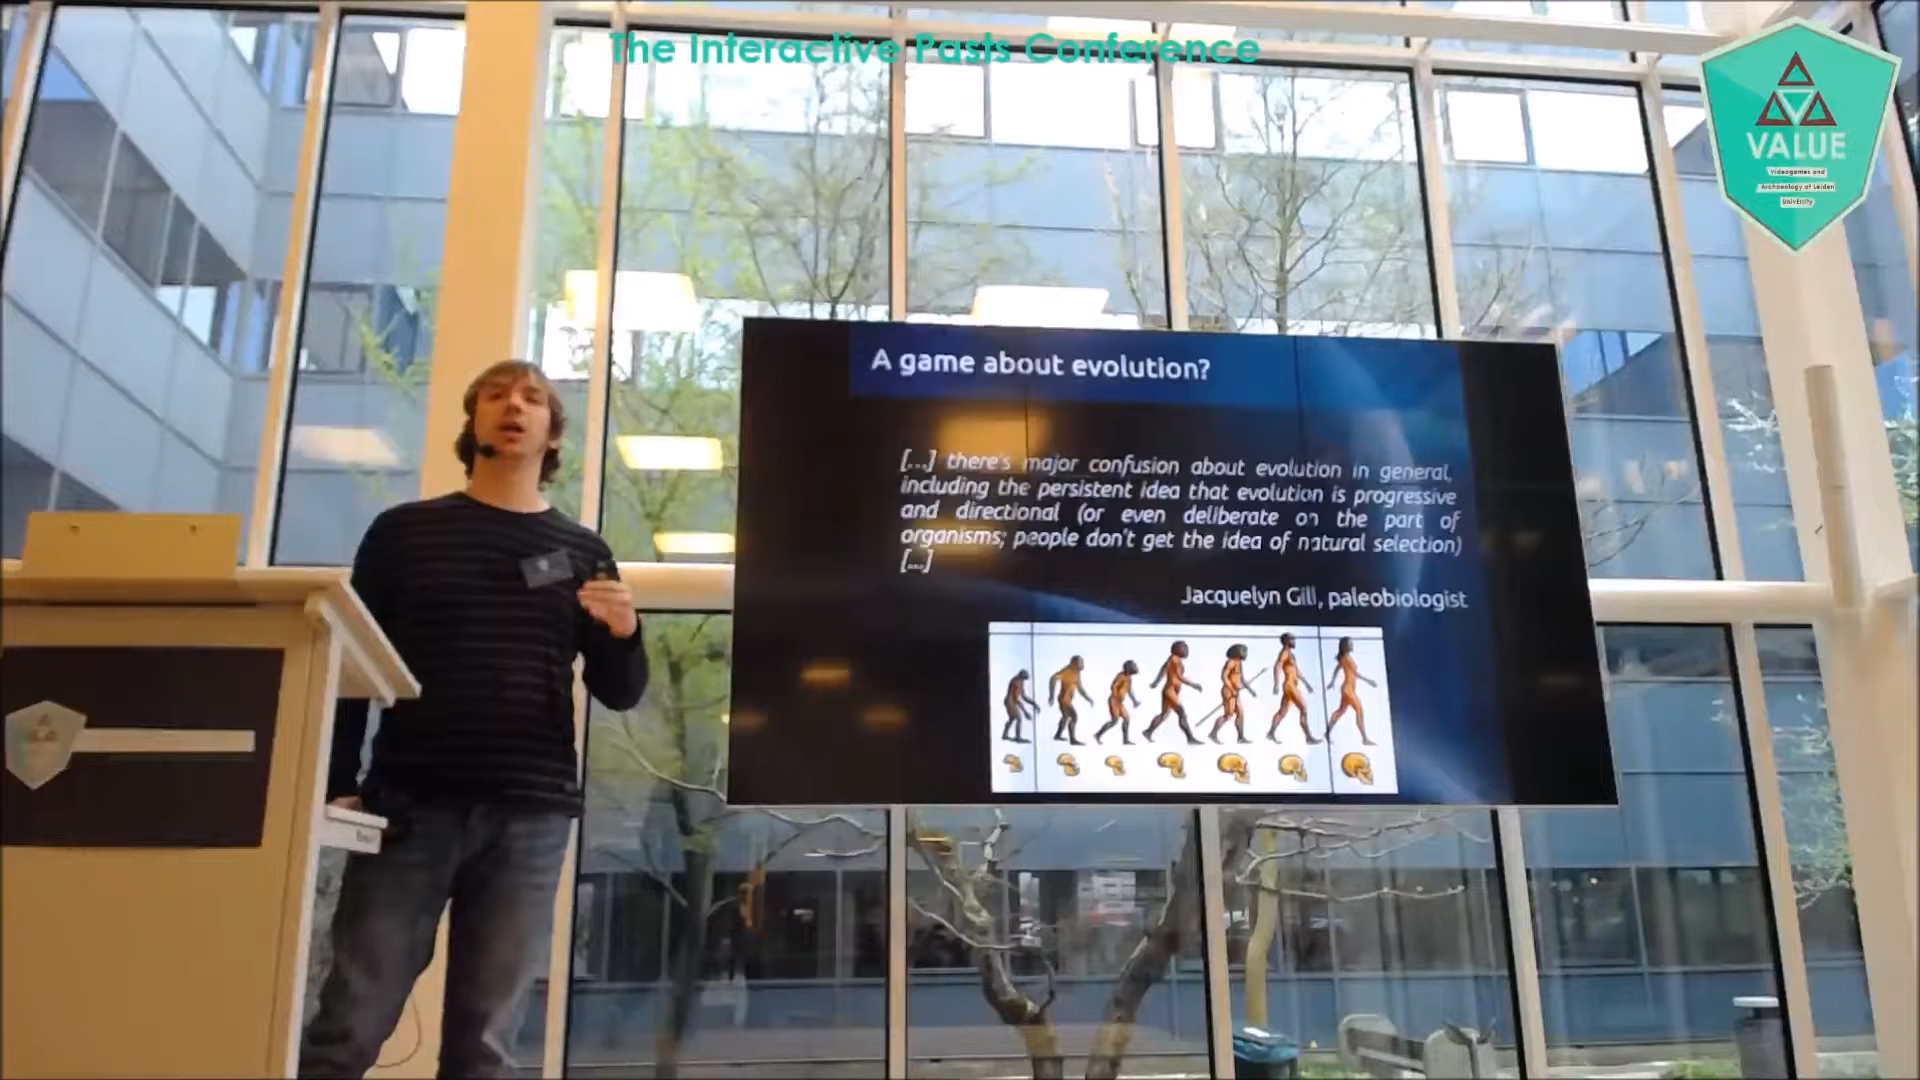 The Interactive Pasts Conference
VALUE
Videogames and
Archaeology at Leiden
University
A game about evolution?
[...] there's major confusion about evolution in general,
including the persistent idea that evolution is progressive
and directional (or even deliberate on the part of
organisms; people don't get the idea of natural selection)
[...]
Jacquelyn Gill, paleobiologist